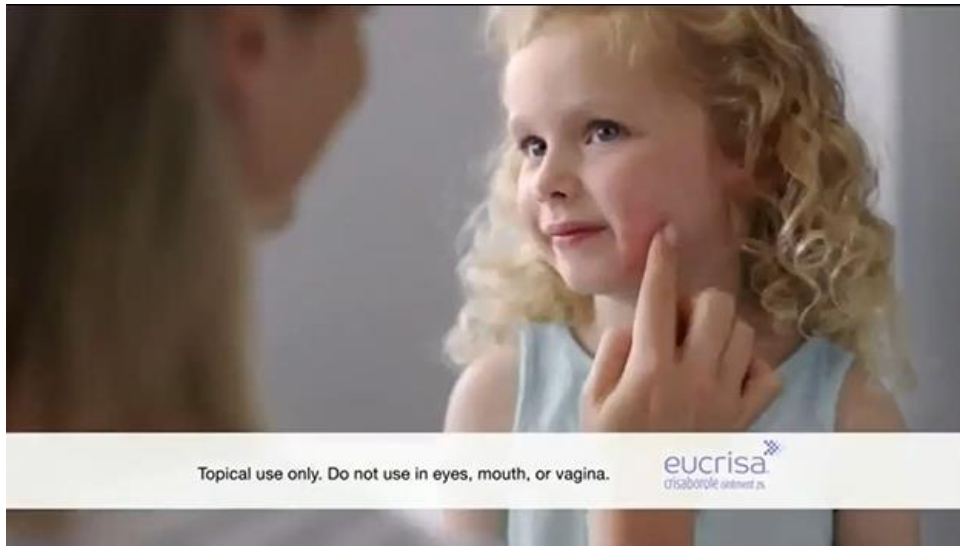 Topical use only. Do not use in eyes, mouth, or vagina.
eucrisa
crisaborole ointment 2%